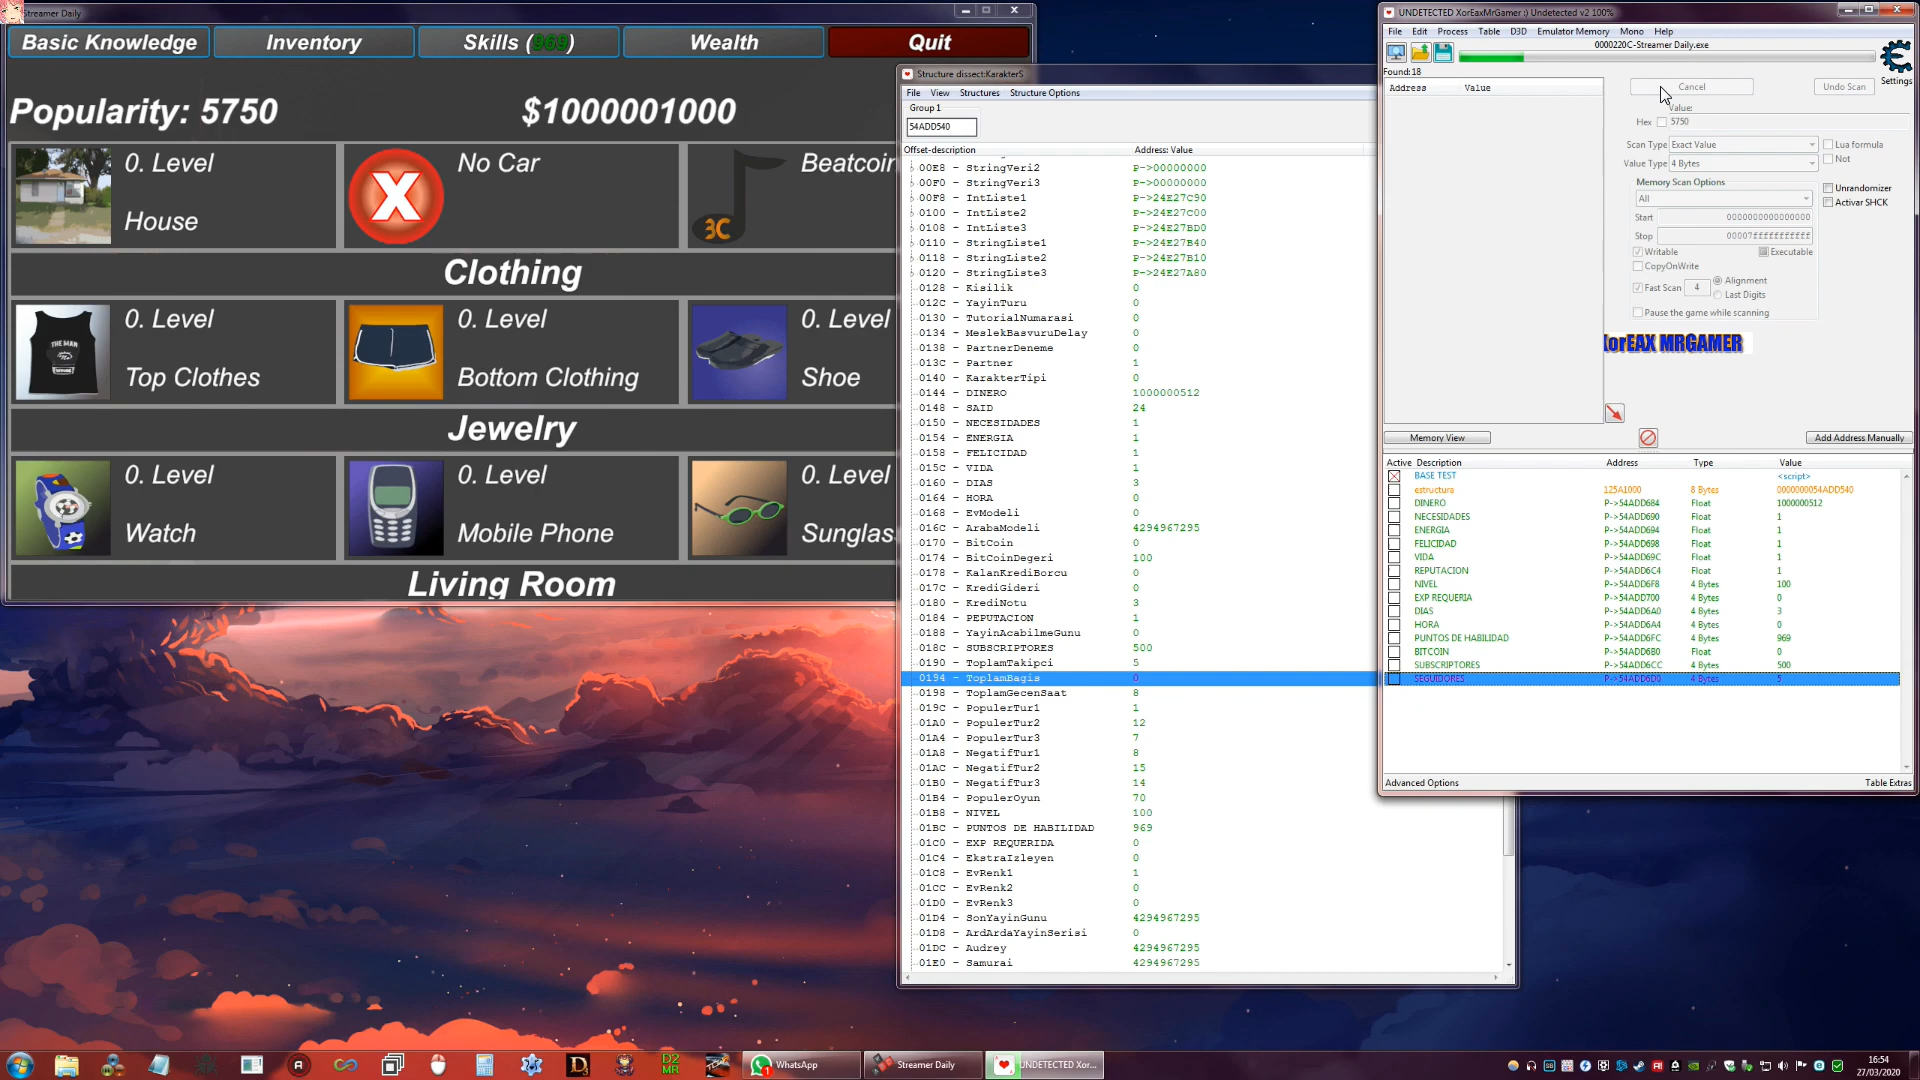 Streamer Daily
Basic Knowledge
Inventory
Skills (969)
Wealth
Quit
Popularity: 5750
$1000001000
0. Level
House
No Car
Beatcoin
3C
Clothing
0. Level
Top Clothes
THE MAN
0. Level
Bottom Clothing
0. Level
Shoe
Jewelry
0. Level
Watch
0. Level
Mobile Phone
0. Level
Sunglas
Living Room
Structure dissect:KarakterS
File View Structures Structure Options
Group 1
54ADD540
Offset-description Address: Value
00E8 - StringVeri2 P->00000000
00F0 - StringVeri3 P->00000000
00F8 - IntListe1 P->24E27C90
0100 - IntListe2 P->24E27C00
0108 - IntListe3 P->24E27BD0
0110 - StringListe1 P->24E27B40
0118 - StringListe2 P->24E27B10
0120 - StringListe3 P->24E27A80
0128 - Kisilik 0
012C - YayinTuru 0
0130 - TutorialNumarasi 0
0134 - MeslekBasvuruDelay 0
0138 - PartnerDeneme 0
013C - Partner 1
0140 - KarakterTipi 0
0144 - DINERO 1000000512
0148 - SAID 24
0150 - NECESIDADES 1
0154 - ENERGIA 1
0158 - FELICIDAD 1
015C - VIDA 1
0160 - DIAS 3
0164 - HORA 0
0168 - EvModeli 0
016C - ArabaModeli 4294967295
0170 - BitCoin 0
0174 - BitCoinDegeri 100
0178 - KalanKrediBorcu 0
017C - KrediGideri 0
0180 - KrediNotu 3
0184 - PEPUTACION 1
0188 - YayinAcabilmeGunu 0
018C - SUBSCRIPTORES 500
0190 - ToplamTakipci 5
0194 - ToplamBagis 0
0198 - ToplamGecenSaat 8
019C - PopulerTur1 1
01A0 - PopulerTur2 12
01A4 - PopulerTur3 7
01A8 - NegatifTur1 8
01AC - NegatifTur2 15
01B0 - NegatifTur3 14
01B4 - PopulerOyun 70
01B8 - NIVEL 100
01BC - PUNTOS DE HABILIDAD 969
01C0 - EXP REQUERIDA 0
01C4 - EkstraIzleyen 0
01C8 - EvRenk1 1
01CC - EvRenk2 0
01D0 - EvRenk3 0
01D4 - SonYayinGunu 4294967295
01D8 - ArdArdaYayinSerisi 0
01DC - Audrey 4294967295
01E0 - Samurai 4294967295
UNDETECTED XorEaxMrGamer :) Undetected v2 100%
File Edit Process Table D3D Emulator Memory Mono Help
0000220C-Streamer Daily.exe
Found:18
Settings
Address Value
Cancel Undo Scan
Value:
Hex 5750
Scan Type Exact Value Lua formula
Not
Value Type 4 Bytes
Memory Scan Options
All
Unrandomizer
Activar SHCK
Start 0000000000000000
Stop 00007fffffffffff
Writable Executable
CopyOnWrite
Fast Scan 4 Alignment
Last Digits
Pause the game while scanning
XorEAX MRGAMER
Memory View Add Address Manually
Active Description Address Type Value
BASE TEST <script>
estructura 125A1000 8 Bytes 0000000054ADD540
DINERO P->54ADD684 Float 1000000512
NECESIDADES P->54ADD690 Float 1
ENERGIA P->54ADD694 Float 1
FELICIDAD P->54ADD698 Float 1
VIDA P->54ADD69C Float 1
REPUTACION P->54ADD6C4 Float 1
NIVEL P->54ADD6F8 4 Bytes 100
EXP REQUERIA P->54ADD700 4 Bytes 0
DIAS P->54ADD6A0 4 Bytes 3
HORA P->54ADD6A4 4 Bytes 0
PUNTOS DE HABILIDAD P->54ADD6FC 4 Bytes 969
BITCOIN P->54ADD6B0 Float 0
SUBSCRIPTORES P->54ADD6CC 4 Bytes 500
SEGUIDORES P->54ADD6D0 4 Bytes 5
Advanced Options Table Extras
D2
MR
WhatsApp
Streamer Daily
UNDETECTED Xor...
16:54
27/03/2020